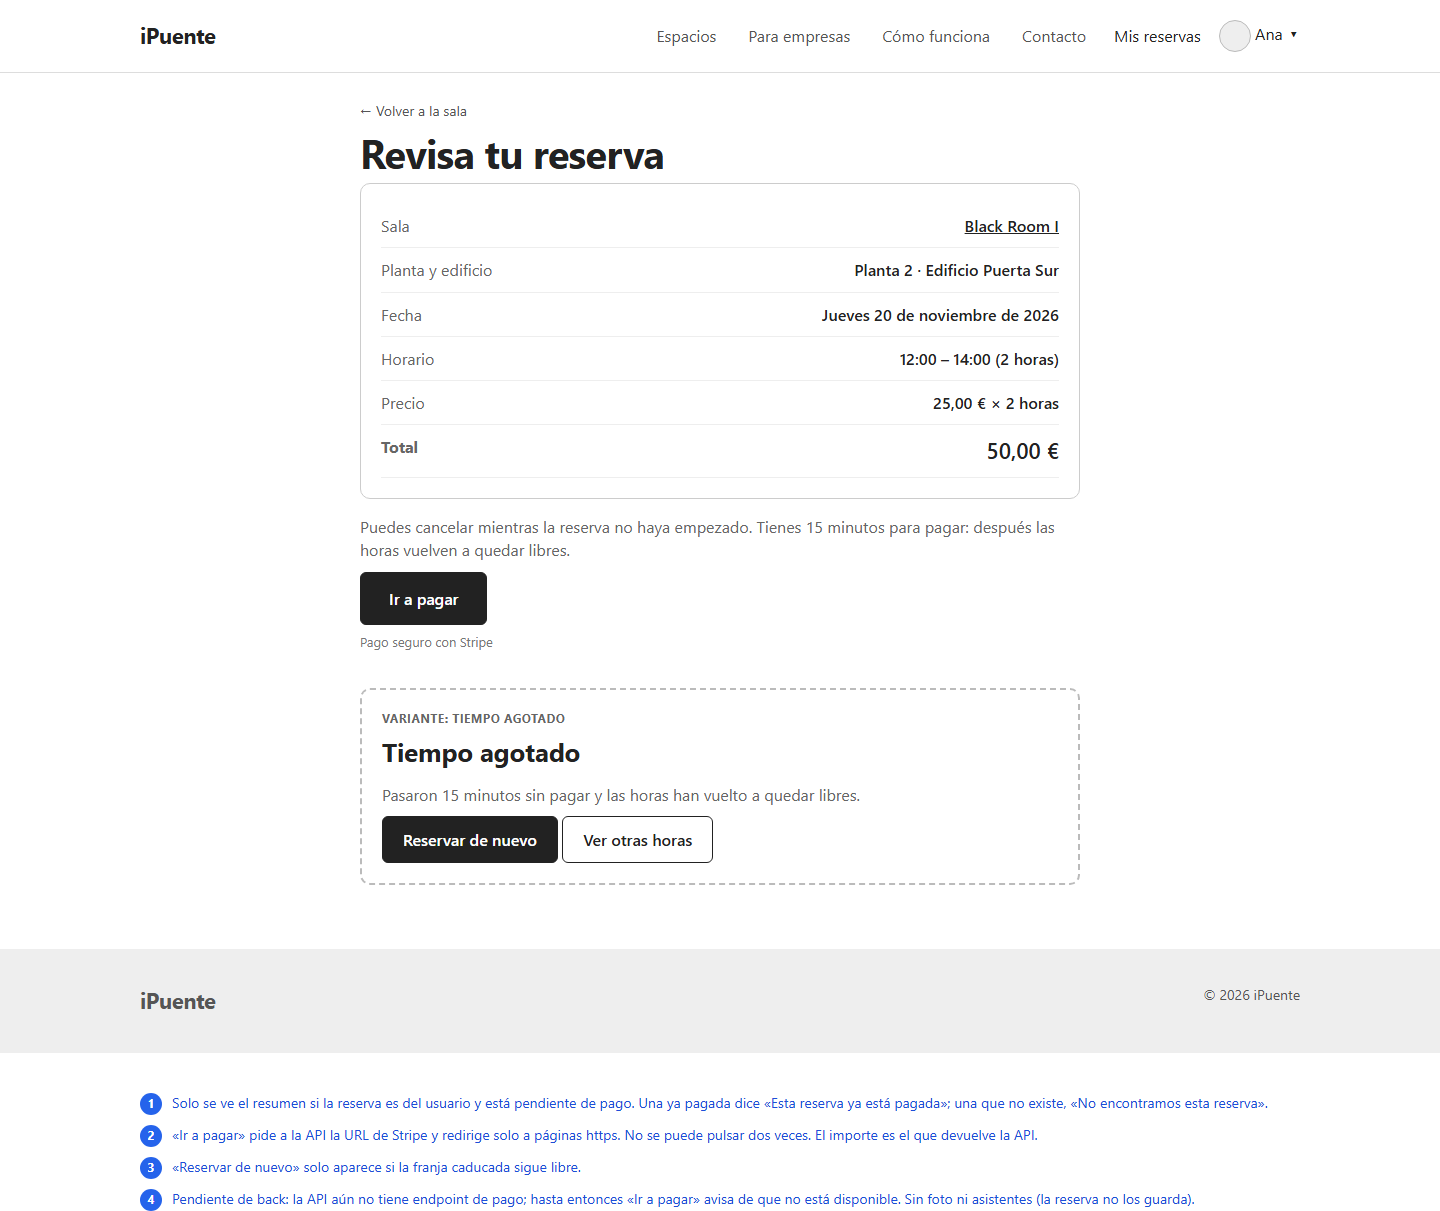 iPuente
Espacios
Para empresas
Cómo funciona
Contacto
Mis reservas
Ana ▼
← Volver a la sala
Revisa tu reserva
Sala
Black Room I
Planta y edificio
Planta 2 · Edificio Puerta Sur
Fecha
Jueves 20 de noviembre de 2026
Horario
12:00 – 14:00 (2 horas)
Precio
25,00 € × 2 horas
Total
50,00 €
Puedes cancelar mientras la reserva no haya empezado. Tienes 15 minutos para pagar: después las
horas vuelven a quedar libres.
Ir a pagar
Pago seguro con Stripe
VARIANTE: TIEMPO AGOTADO
Tiempo agotado
Pasaron 15 minutos sin pagar y las horas han vuelto a quedar libres.
Reservar de nuevo
Ver otras horas
iPuente
© 2026 iPuente
1 Solo se ve el resumen si la reserva es del usuario y está pendiente de pago. Una ya pagada dice «Esta reserva ya está pagada»; una que no existe, «No encontramos esta reserva».
2 «Ir a pagar» pide a la API la URL de Stripe y redirige solo a páginas https. No se puede pulsar dos veces. El importe es el que devuelve la API.
3 «Reservar de nuevo» solo aparece si la franja caducada sigue libre.
4 Pendiente de back: la API aún no tiene endpoint de pago; hasta entonces «Ir a pagar» avisa de que no está disponible. Sin foto ni asistentes (la reserva no los guarda).